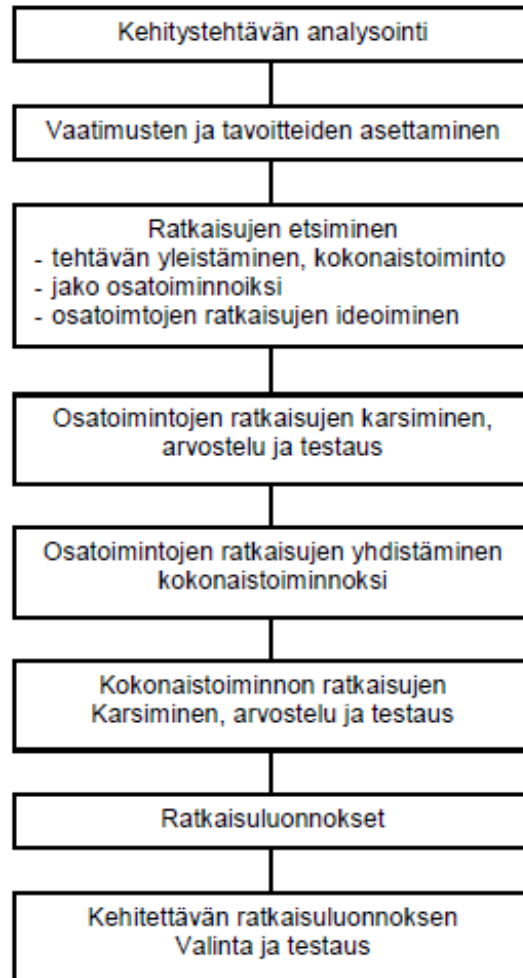 Kehitystehtävän analysointi
Vaatimusten ja tavoitteiden asettaminen
Ratkaisujen etsiminen
- tehtävän yleistäminen, kokonaistoiminto
- jako osatoiminnoiksi
- osatoimtojen ratkaisujen ideoiminen
Osatoimintojen ratkaisujen karsiminen,
arvostelu ja testaus
Osatoimintojen ratkaisujen yhdistäminen
kokonaistoiminnoksi
Kokonaistoiminnon ratkaisujen
Karsiminen, arvostelu ja testaus
Ratkaisuluonnokset
Kehitettävän ratkaisuluonnoksen
Valinta ja testaus